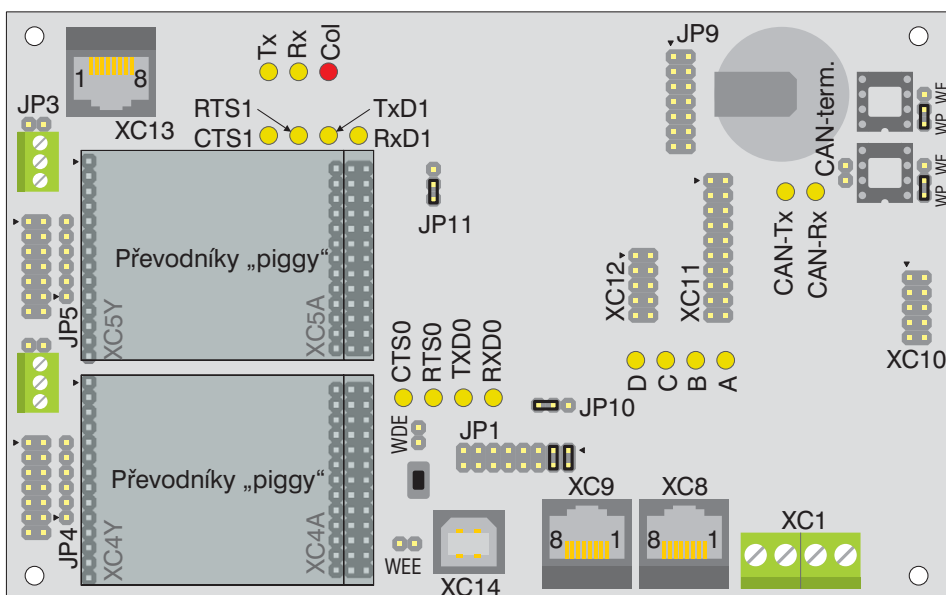 Tx
Rx
Col
JP9
1
8
XC13
JP3
RTS1
TxD1
CTS1
RxD1
CAN-term.
WE
WP
WE
WP
JP11
Převodníky „piggy“
XC5Y
XC5A
JP5
XC12
XC11
CAN-Tx
CAN-Rx
XC10
CTS0
RTS0
TXD0
RXD0
D
C
B
A
JP10
WDE
JP1
Převodníky „piggy“
XC4Y
XC4A
JP4
WEE
XC14
XC9
8
1
XC8
8
1
XC1